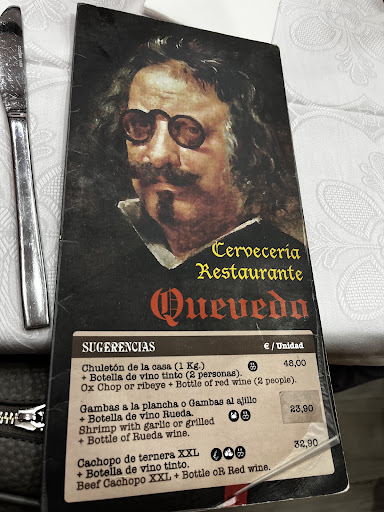 Cervecería
Restaurante
Quevedo
SUGERENCIAS € / Unidad
Chuletón de la casa (1 Kg.) 48,00
+ Botella de vino tinto (2 personas).
Ox Chop or ribeye + Bottle of red wine (2 people).
Gambas a la plancha o Gambas al ajillo
+ Botella de vino Rueda. 23,90
Shrimp with garlic or grilled
+ Bottle of Rueda wine.
Cachopo de ternera XXL 32,90
+ Botella de vino tinto.
Beef Cachopo XXL + Bottle oR Red wine.